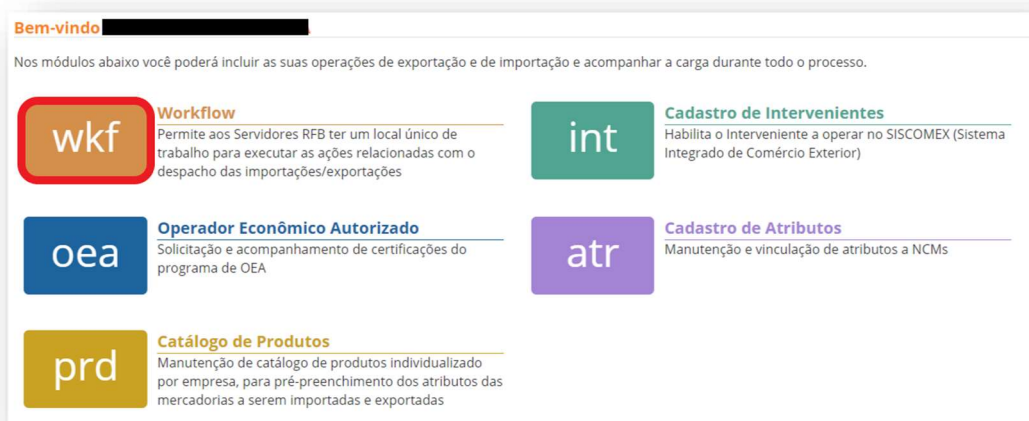 Bem-vindo
Nos módulos abaixo você poderá incluir as suas operações de exportação e de importação e acompanhar a carga durante todo o processo.
wkf
Workflow
Permite aos Servidores RFB ter um local único de
trabalho para executar as ações relacionadas com o
despacho das importações/exportações
int
Cadastro de Intervenientes
Habilita o Interveniente a operar no SISCOMEX (Sistema
Integrado de Comércio Exterior)
oea
Operador Econômico Autorizado
Solicitação e acompanhamento de certificações do
programa de OEA
atr
Cadastro de Atributos
Manutenção e vinculação de atributos a NCMs
prd
Catálogo de Produtos
Manutenção de catálogo de produtos individualizado
por empresa, para pré-preenchimento dos atributos das
mercadorias a serem importadas e exportadas